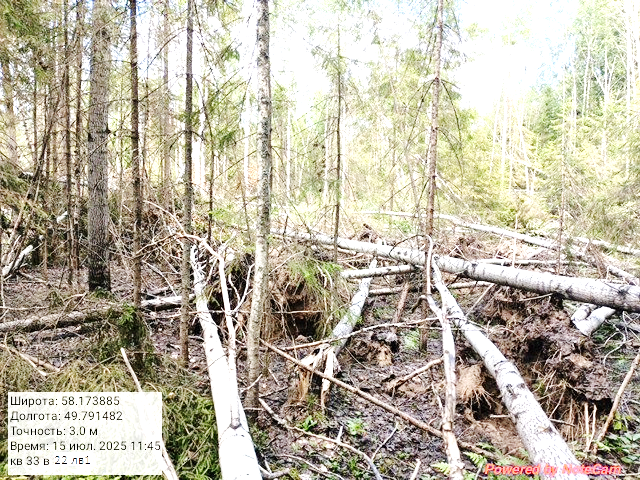 Широта: 58.173885
Долгота: 49.791482
Точность: 3.0 м
Время: 15 июл. 2025 11:45
кв 33 в 22 лв1
Powered by NoteCam